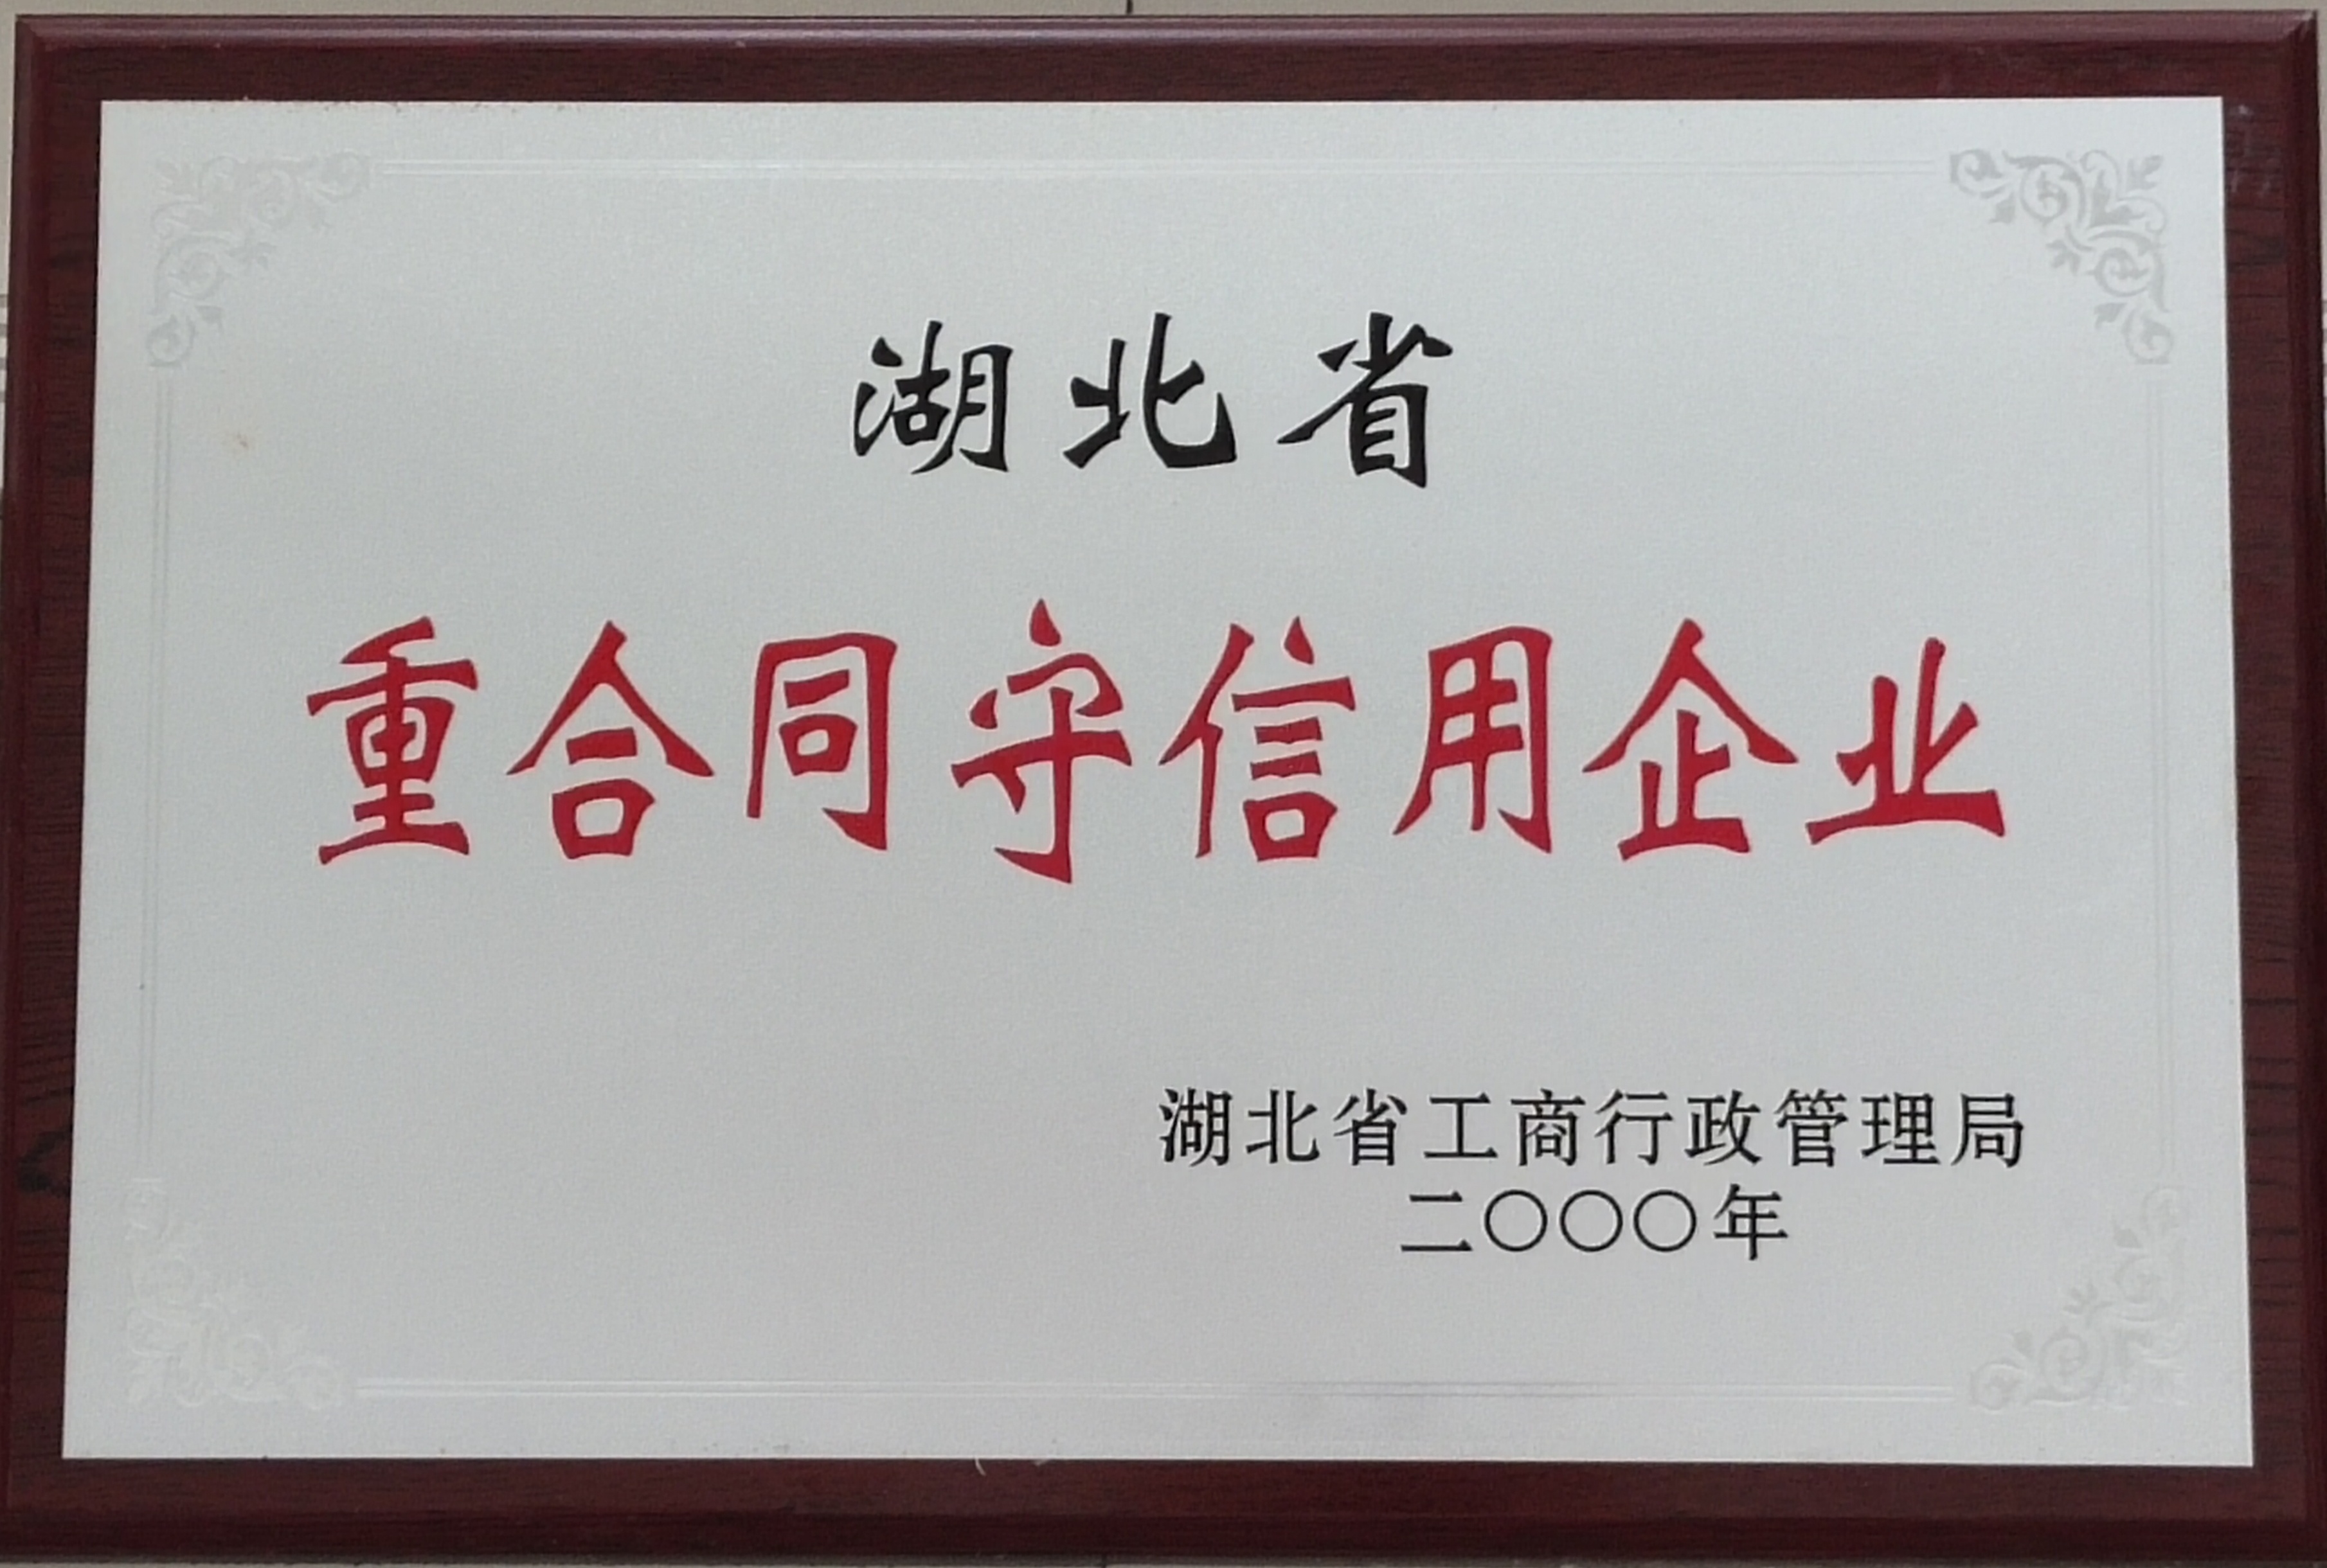 湖北省
重合同守信用企业
湖北省工商行政管理局
二〇〇〇年